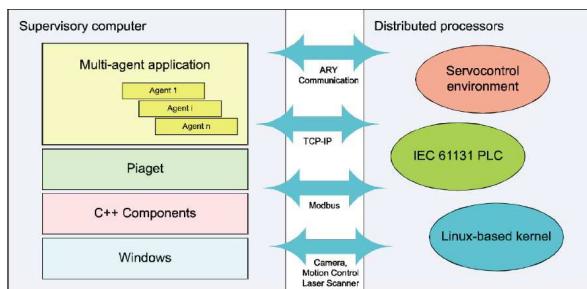 Supervisory computer
Multi-agent application
Agent 1
Agent i
Agent n
Piaget
C++ Components
Windows
ARY
Communication
TCP-IP
Modbus
Camera,
Motion Control
Laser Scanner
Distributed processors
Servocontrol
environment
IEC 61131 PLC
Linux-based kernel